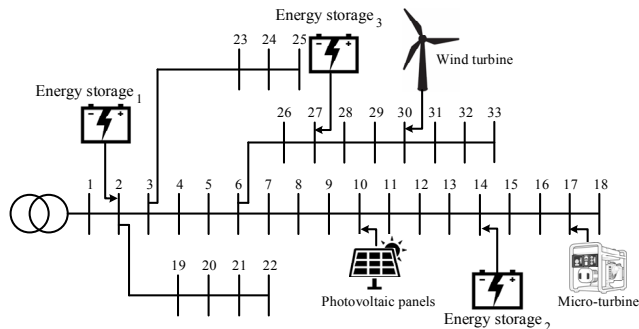 Energy storage 3
23 24 25
Wind turbine
Energy storage 1
26 27 28 29 30 31 32 33
1 2 3 4 5 6 7 8 9 10 11 12 13 14 15 16 17 18
19 20 21 22
Photovoltaic panels
Micro-turbine
Energy storage 2